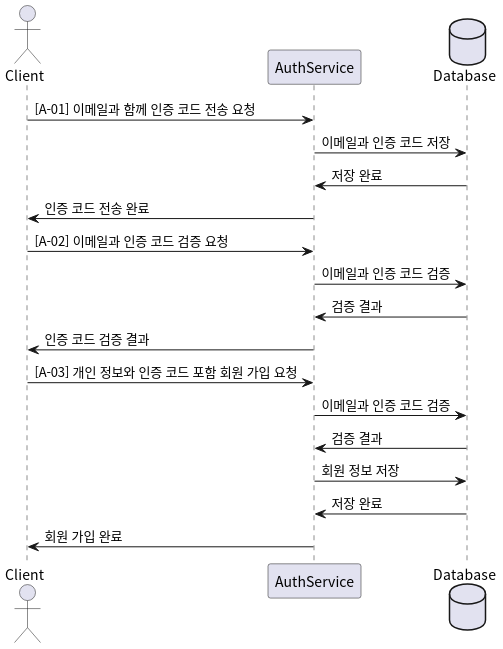 Client
AuthService
Database
[A-01] 이메일과 함께 인증 코드 전송 요청
이메일과 인증 코드 저장
저장 완료
인증 코드 전송 완료
[A-02] 이메일과 인증 코드 검증 요청
이메일과 인증 코드 검증
검증 결과
인증 코드 검증 결과
[A-03] 개인 정보와 인증 코드 포함 회원 가입 요청
이메일과 인증 코드 검증
검증 결과
회원 정보 저장
저장 완료
회원 가입 완료
Client
AuthService
Database